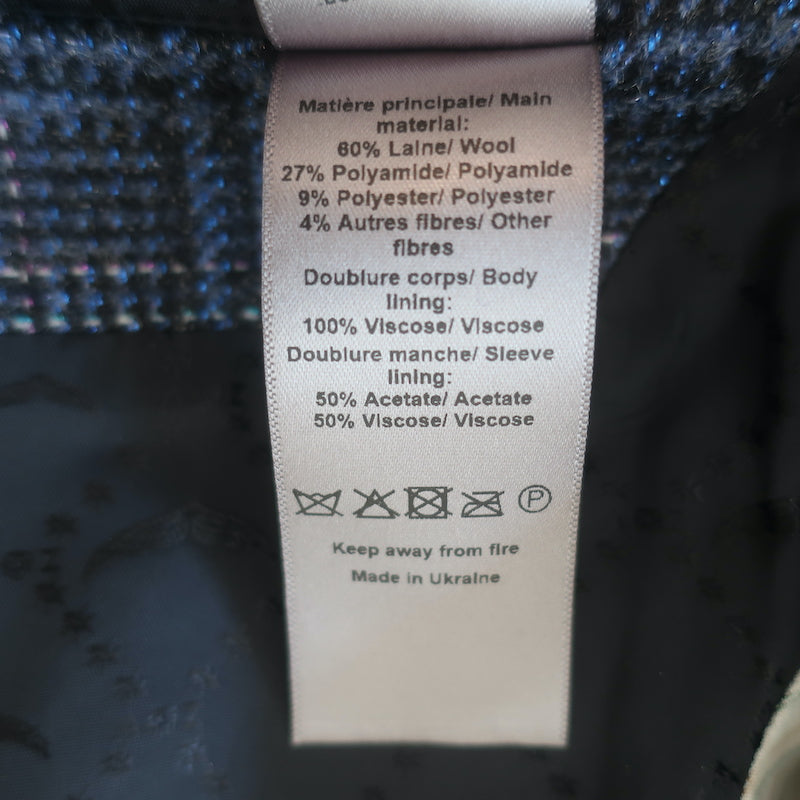 Matière principale/ Main
material:
60% Laine/ Wool
27% Polyamide/ Polyamide
9% Polyester/ Polyester
4% Autres fibres/ Other
fibres
Doublure corps/ Body
lining:
100% Viscose/ Viscose
Doublure manche/ Sleeve
lining:
50% Acetate/ Acetate
50% Viscose/ Viscose
P
Keep away from fire
Made in Ukraine